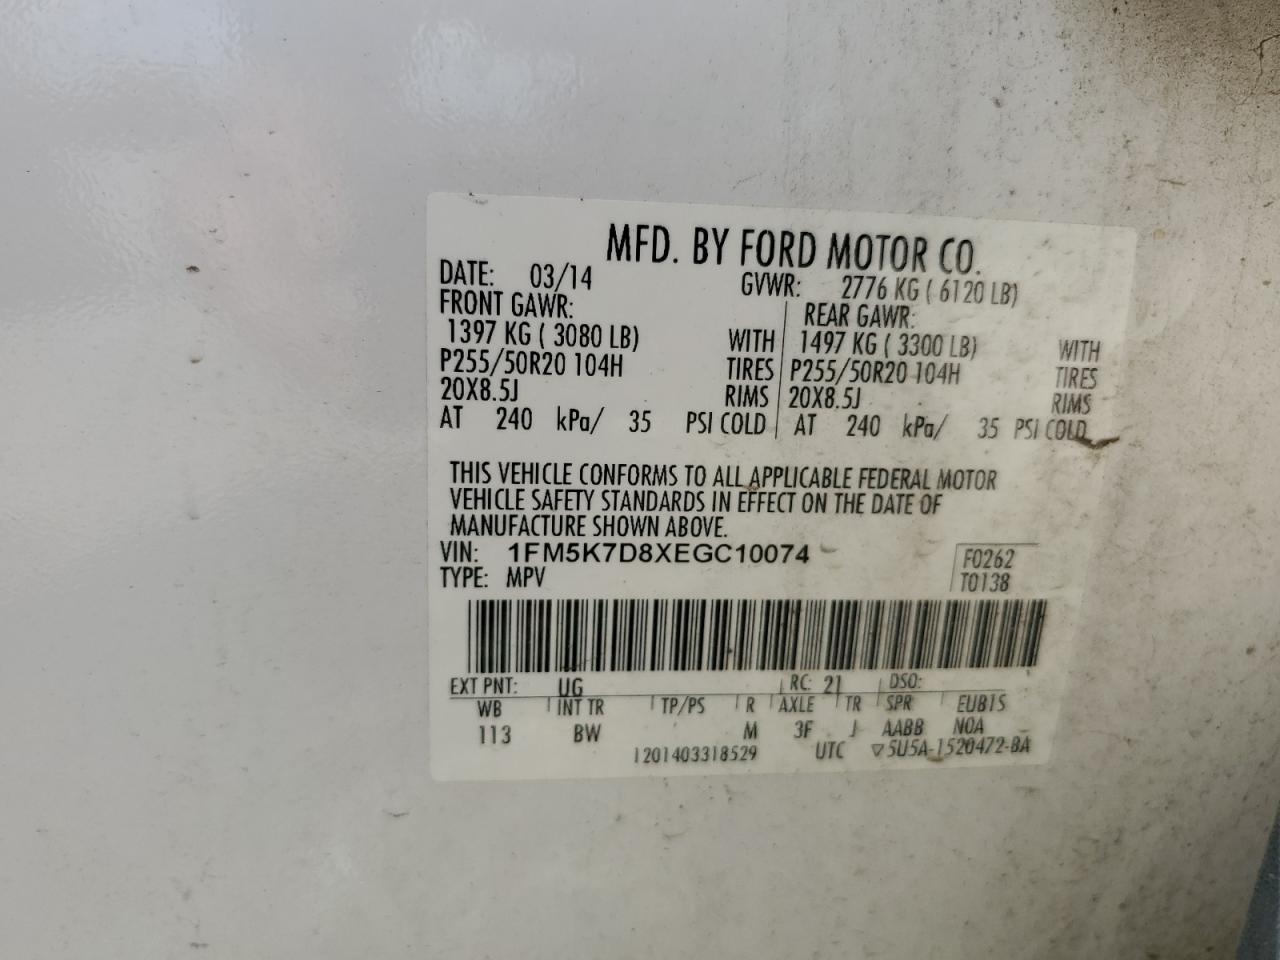 MFD. BY FORD MOTOR CO.
DATE: 03/14 GVWR: 2776 KG ( 6120 LB)
FRONT GAWR: REAR GAWR:
1397 KG ( 3080 LB) WITH 1497 KG ( 3300 LB) WITH
P255/50R20 104H TIRES P255/50R20 104H TIRES
20X8.5J RIMS 20X8.5J RIMS
AT 240 kPa/ 35 PSI COLD AT 240 kPa/ 35 PSI COLD
THIS VEHICLE CONFORMS TO ALL APPLICABLE FEDERAL MOTOR
VEHICLE SAFETY STANDARDS IN EFFECT ON THE DATE OF
MANUFACTURE SHOWN ABOVE.
VIN: 1FM5K7D8XEGC10074 F0262
TYPE: MPV T0138
EXT PNT: UG RC: 21 DSO:
WB INT TR TP/PS R AXLE TR SPR EUB1S
113 BW M 3F J AABB NOA
1201403318529 UTC ▽5U5A-1520472-BA